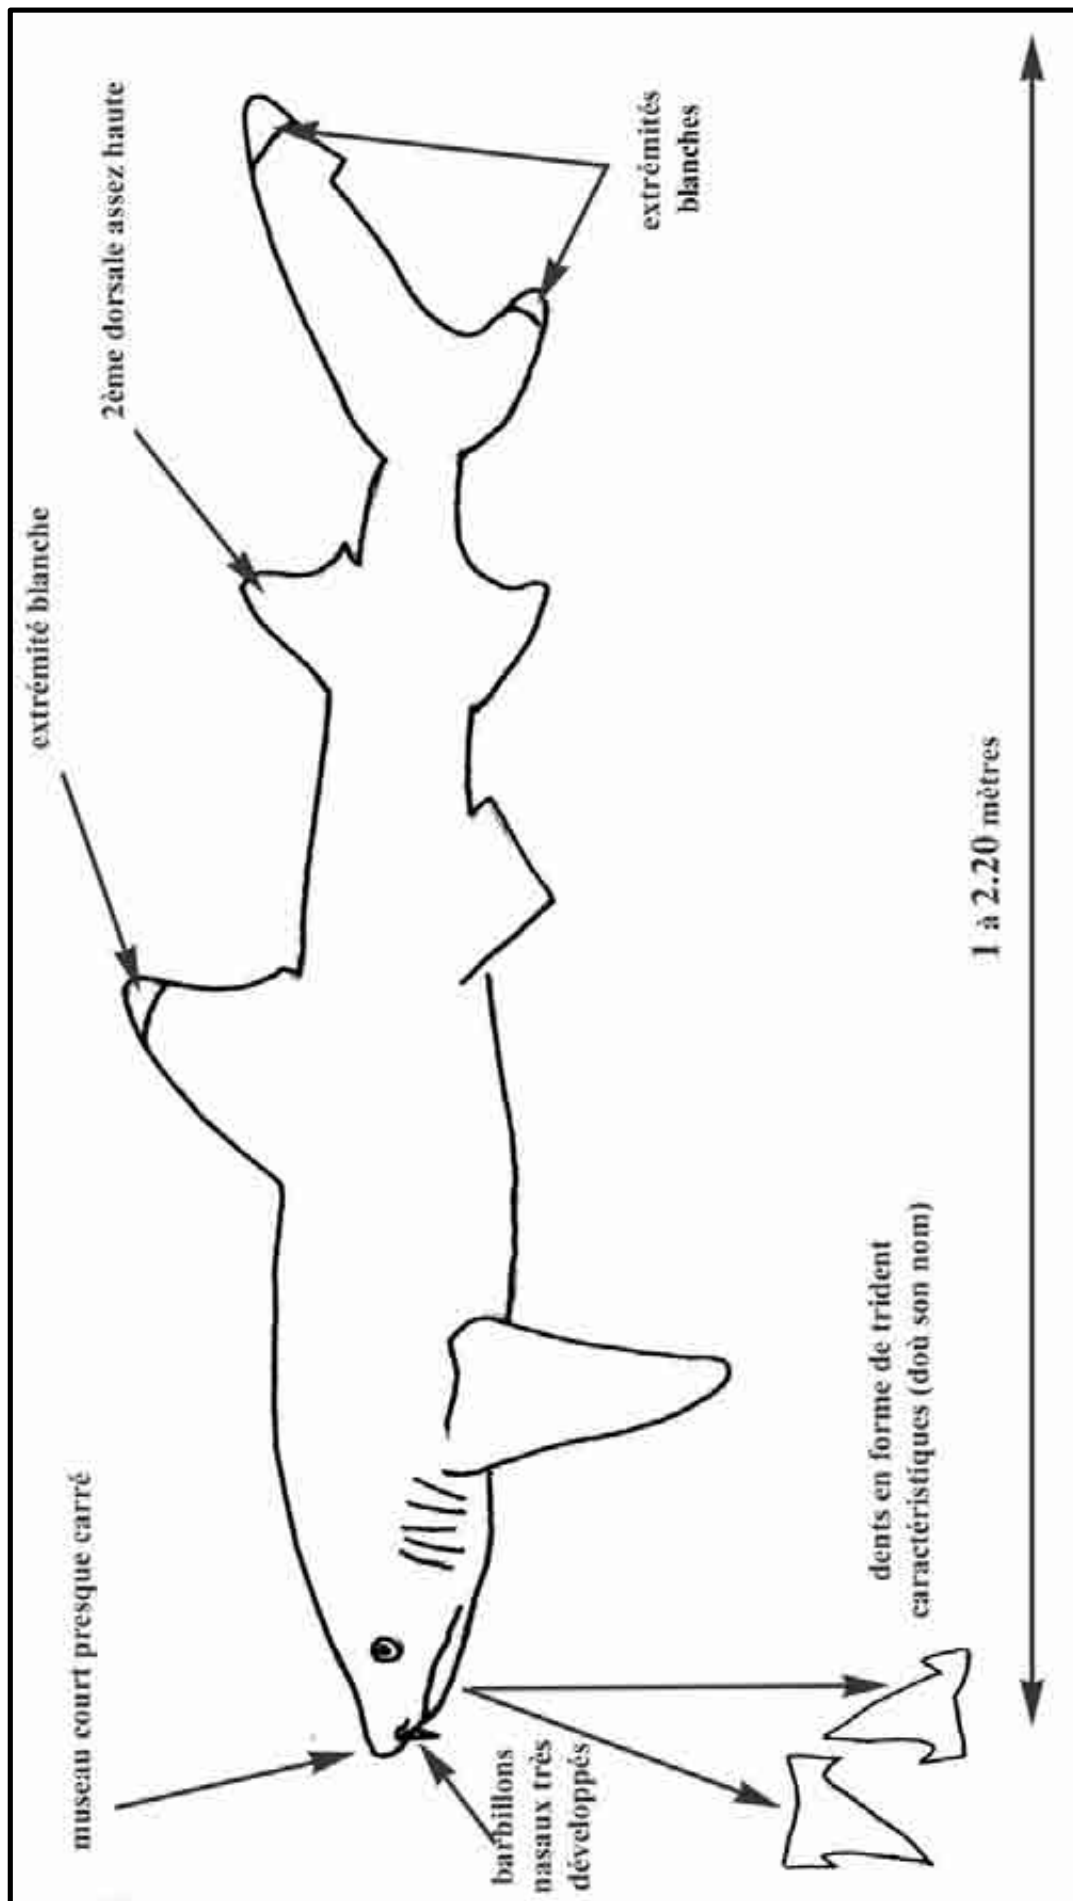 museau court presque carré
extrémité blanche
2ème dorsale assez haute
extrémités
blanches
barbillons
nasaux très
développés
dents en forme de trident
caractéristiques (doù son nom)
1 à 2.20 mètres